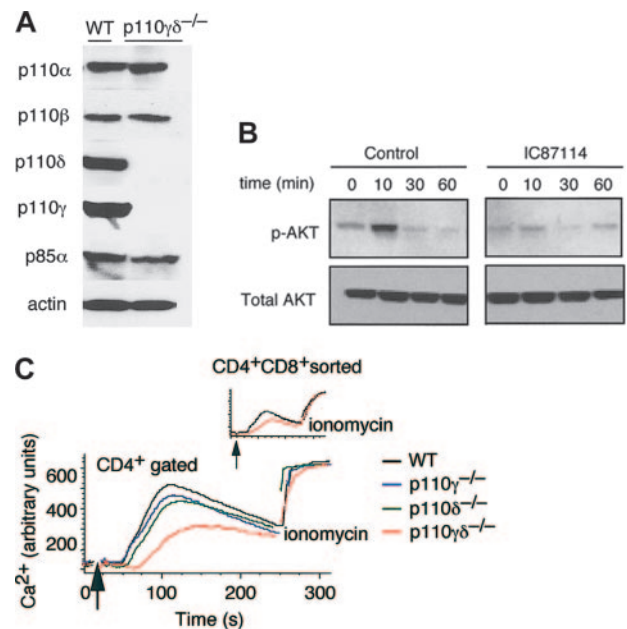 A
WT p110γδ⁻/⁻
p110α
p110β
p110δ
p110γ
p85α
actin
B
Control IC87114
time (min) 0 10 30 60 0 10 30 60
p-AKT
Total AKT
C
CD4⁺CD8⁺sorted
ionomycin
CD4⁺ gated
WT
p110γ⁻/⁻
p110δ⁻/⁻
p110γδ⁻/⁻
ionomycin
Ca²⁺ (arbitrary units)
600
400
200
0 100 200 300
Time (s)